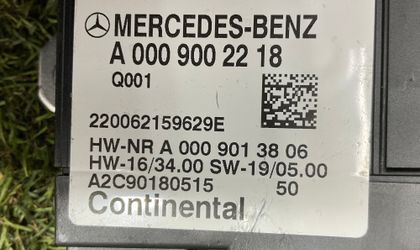 MERCEDES-BENZ
A 000 900 22 18
Q001
220062159629E
HW-NR A 000 901 38 06
HW-16/34.00 SW-19/05.00
A2C90180515 50
Continental